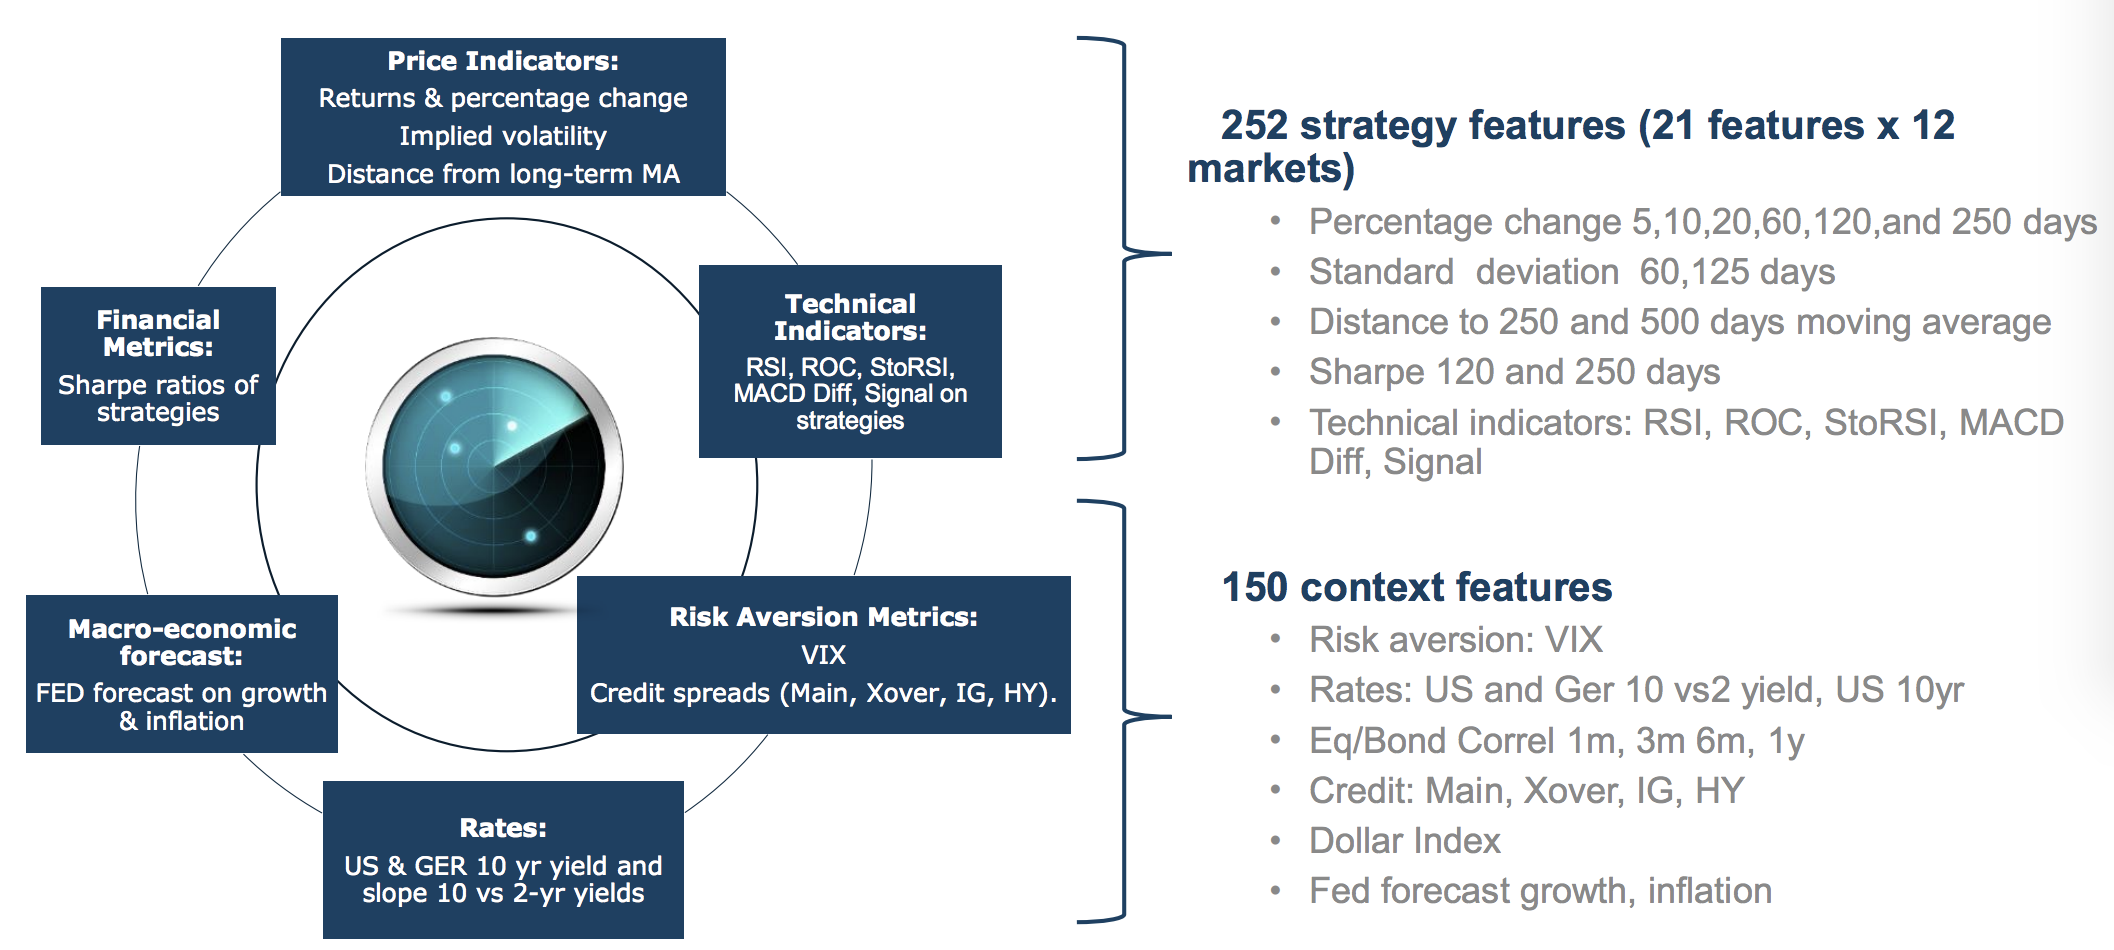 Price Indicators:
Returns & percentage change
Implied volatility
Distance from long-term MA
Technical
Indicators:
RSI, ROC, StoRSI,
MACD Diff, Signal on
strategies
Financial
Metrics:
Sharpe ratios of
strategies
Risk Aversion Metrics:
VIX
Credit spreads (Main, Xover, IG, HY).
Macro-economic
forecast:
FED forecast on growth
& inflation
Rates:
US & GER 10 yr yield and
slope 10 vs 2-yr yields
252 strategy features (21 features x 12
markets)
• Percentage change 5,10,20,60,120,and 250 days
• Standard deviation 60,125 days
• Distance to 250 and 500 days moving average
• Sharpe 120 and 250 days
• Technical indicators: RSI, ROC, StoRSI, MACD
Diff, Signal
150 context features
• Risk aversion: VIX
• Rates: US and Ger 10 vs2 yield, US 10yr
• Eq/Bond Correl 1m, 3m 6m, 1y
• Credit: Main, Xover, IG, HY
• Dollar Index
• Fed forecast growth, inflation